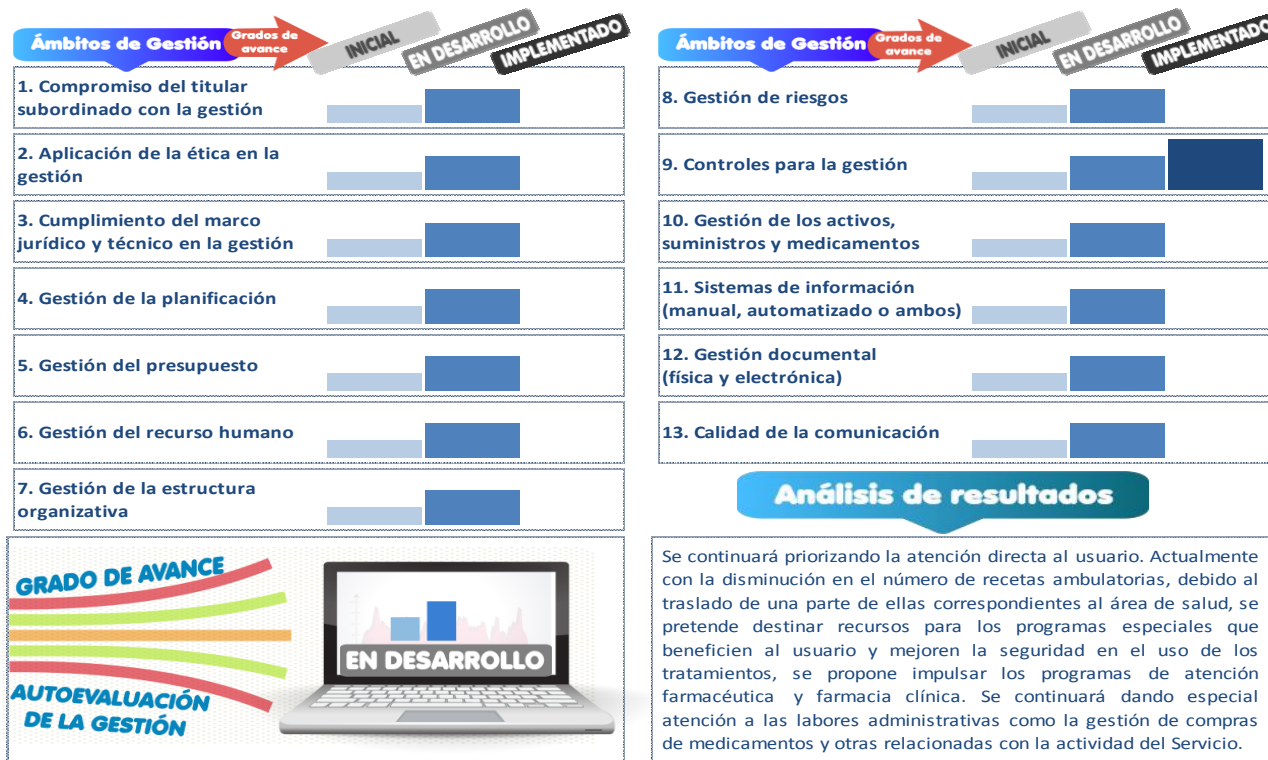 Ámbitos de Gestión
Grados de
avance
INICIAL
EN DESARROLLO
IMPLEMENTADO
1. Compromiso del titular
subordinado con la gestión
2. Aplicación de la ética en la
gestión
3. Cumplimiento del marco
jurídico y técnico en la gestión
4. Gestión de la planificación
5. Gestión del presupuesto
6. Gestión del recurso humano
7. Gestión de la estructura
organizativa
GRADO DE AVANCE
EN DESARROLLO
AUTOEVALUACIÓN
DE LA GESTIÓN
Ámbitos de Gestión
Grados de
avance
INICIAL
EN DESARROLLO
IMPLEMENTADO
8. Gestión de riesgos
9. Controles para la gestión
10. Gestión de los activos,
suministros y medicamentos
11. Sistemas de información
(manual, automatizado o ambos)
12. Gestión documental
(física y electrónica)
13. Calidad de la comunicación
Análisis de resultados
Se continuará priorizando la atención directa al usuario. Actualmente
con la disminución en el número de recetas ambulatorias, debido al
traslado de una parte de ellas correspondientes al área de salud, se
pretende destinar recursos para los programas especiales que
beneficien al usuario y mejoren la seguridad en el uso de los
tratamientos, se propone impulsar los programas de atención
farmacéutica y farmacia clínica. Se continuará dando especial
atención a las labores administrativas como la gestión de compras
de medicamentos y otras relacionadas con la actividad del Servicio.